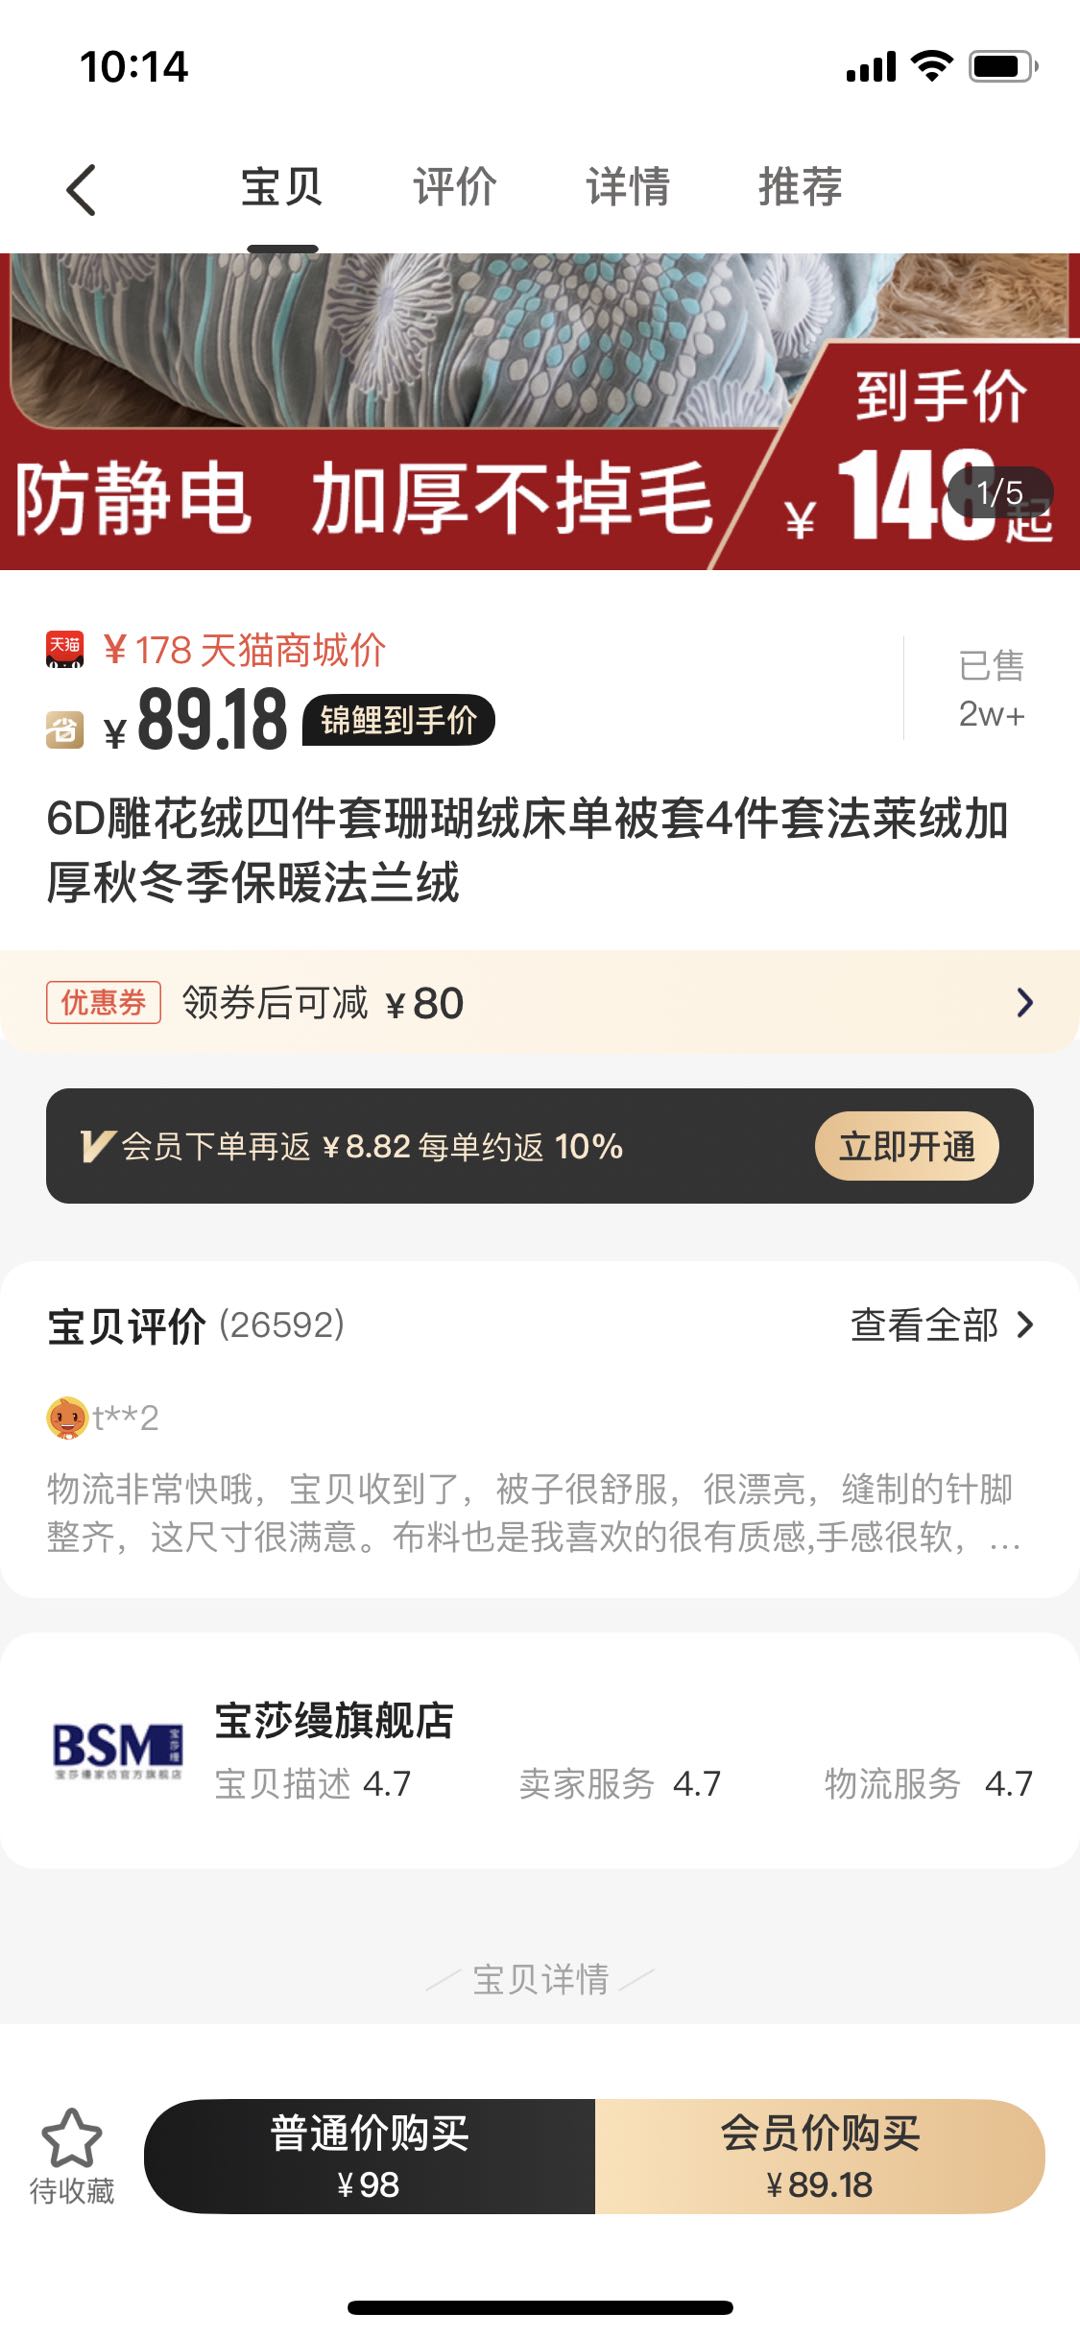 10:14
宝贝 评价 详情 推荐
到手价
防静电 加厚不掉毛
¥ 148起
1/5
天猫 ¥178 天猫商城价
省 ¥89.18 锦鲤到手价
已售
2w+
6D雕花绒四件套珊瑚绒床单被套4件套法莱绒加
厚秋冬季保暖法兰绒
优惠券 领券后可减 ¥80
V会员下单再返 ¥8.82 每单约返 10%
立即开通
宝贝评价 (26592)
查看全部
t**2
物流非常快哦，宝贝收到了，被子很舒服，很漂亮，缝制的针脚
整齐，这尺寸很满意。布料也是我喜欢的很有质感,手感很软，...
BSM 宝莎缦
宝莎缦家纺官方旗舰店
宝莎缦旗舰店
宝贝描述 4.7 卖家服务 4.7 物流服务 4.7
宝贝详情
待收藏
普通价购买
¥98
会员价购买
¥89.18